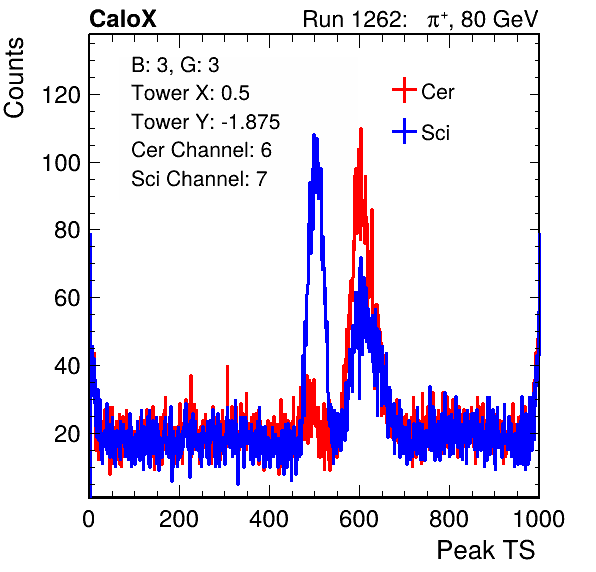 CaloX Run 1262: π⁺, 80 GeV
Counts
B: 3, G: 3
Tower X: 0.5
Tower Y: -1.875
Cer Channel: 6
Sci Channel: 7
Cer
Sci
120
100
80
60
40
20
0 200 400 600 800 1000
Peak TS